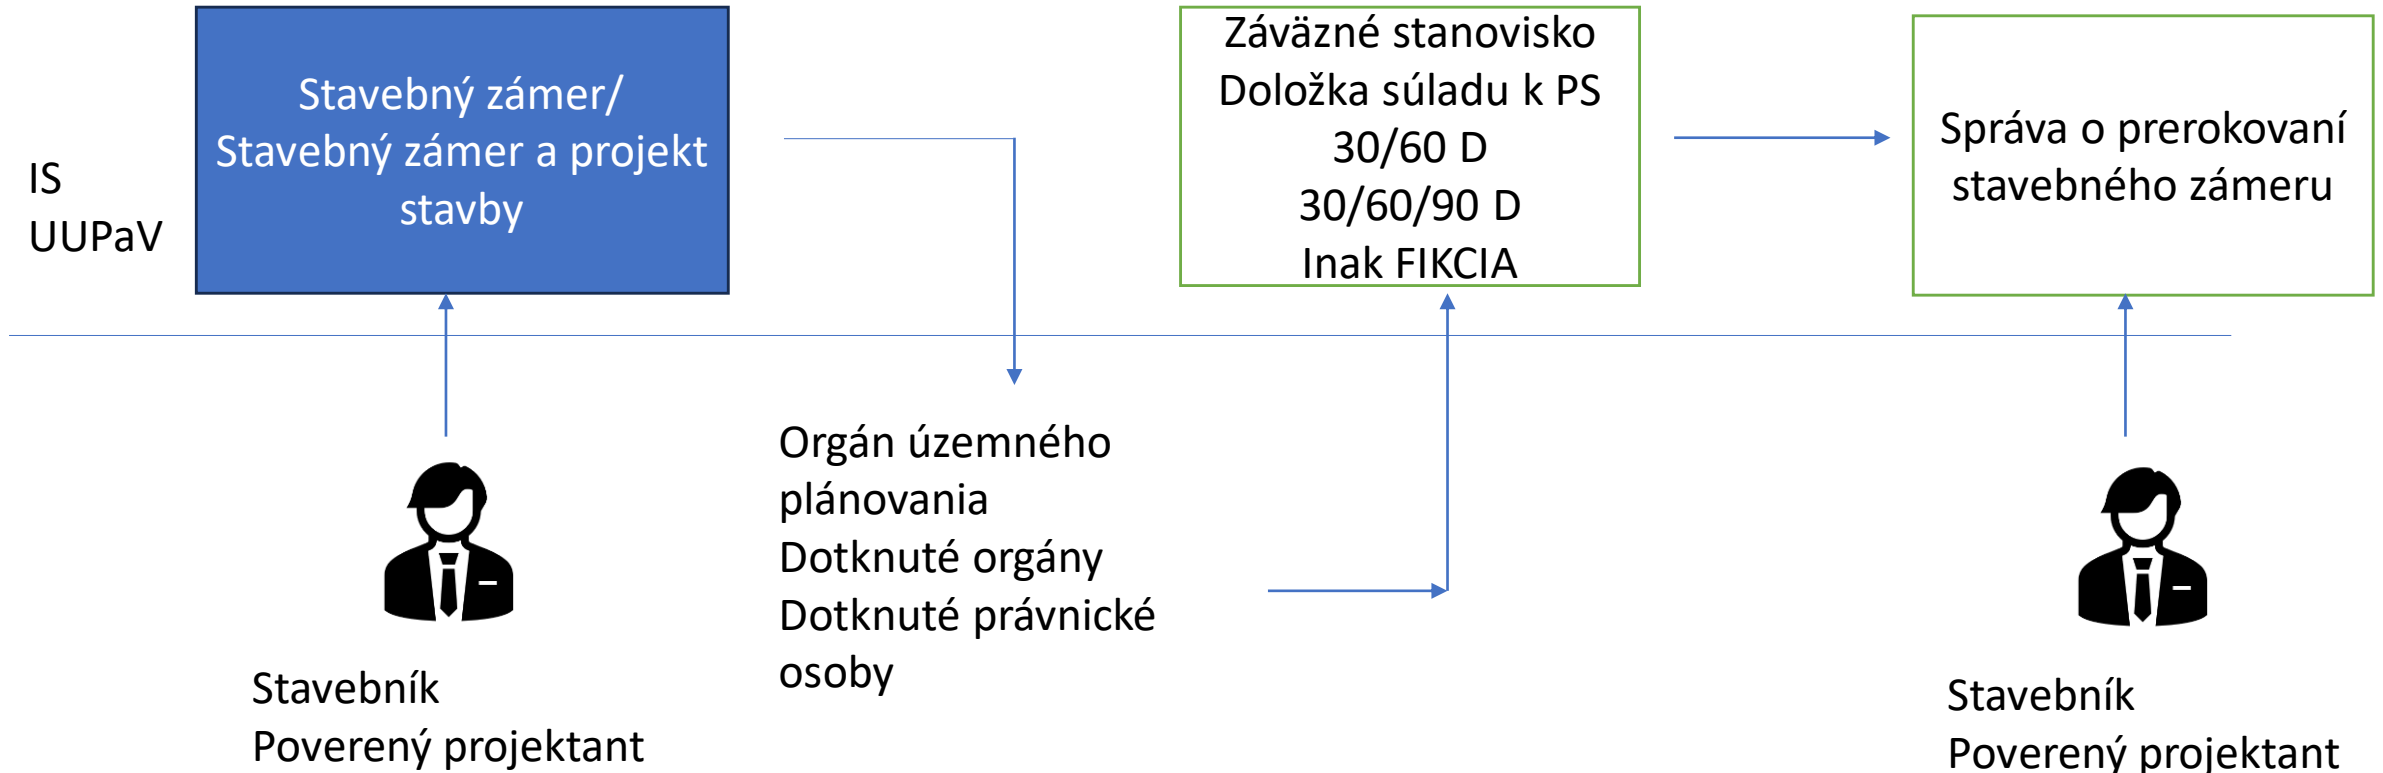 IS
UUPaV
Stavebný zámer/
Stavebný zámer a projekt
stavby
Záväzné stanovisko
Doložka súladu k PS
30/60 D
30/60/90 D
Inak FIKCIA
Správa o prerokovaní
stavebného zámeru
Stavebník
Poverený projektant
Orgán územného
plánovania
Dotknuté orgány
Dotknuté právnické
osoby
Stavebník
Poverený projektant